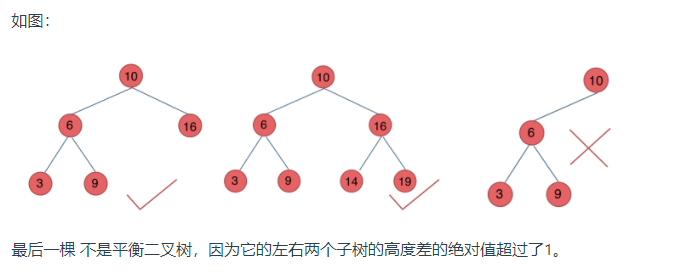 如图：
10 10 10
6 16 6 16 6
3 9 3 9 14 19 3 9
最后一棵 不是平衡二叉树，因为它的左右两个子树的高度差的绝对值超过了1。